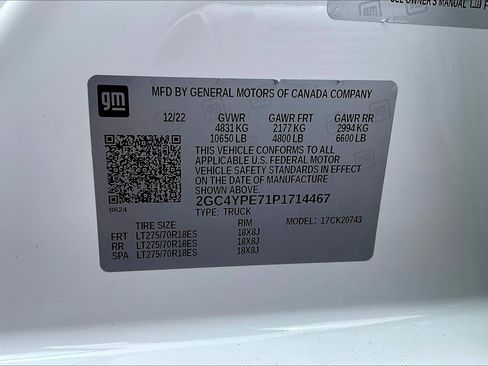 SEE OWNER'S MANUAL
gm
MFD BY GENERAL MOTORS OF CANADA COMPANY
12/22 GVWR GAWR FRT GAWR RR
4831 KG 2177 KG 2994 KG
10650 LB 4800 LB 6600 LB
THIS VEHICLE CONFORMS TO ALL
APPLICABLE U.S. FEDERAL MOTOR
VEHICLE SAFETY STANDARDS IN EFFECT
ON THE DATE OF MANUFACTURE
SHOWN ABOVE.
2GC4YPE71P1714467
8624
TYPE: TRUCK
MODEL: 17CK20743
TIRE SIZE RIM
FRT LT275/70R18ES 18X8J
RR LT275/70R18ES 18X8J
SPA LT275/70R18ES 18X8J